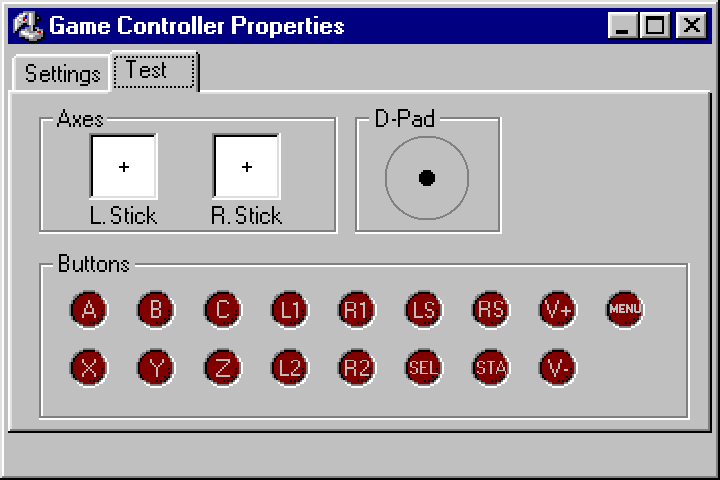 Game Controller Properties
Settings Test
Axes D-Pad
L.Stick R.Stick
Buttons
A B C L1 R1 LS RS V+ MENU
X Y Z L2 R2 SEL STA V-